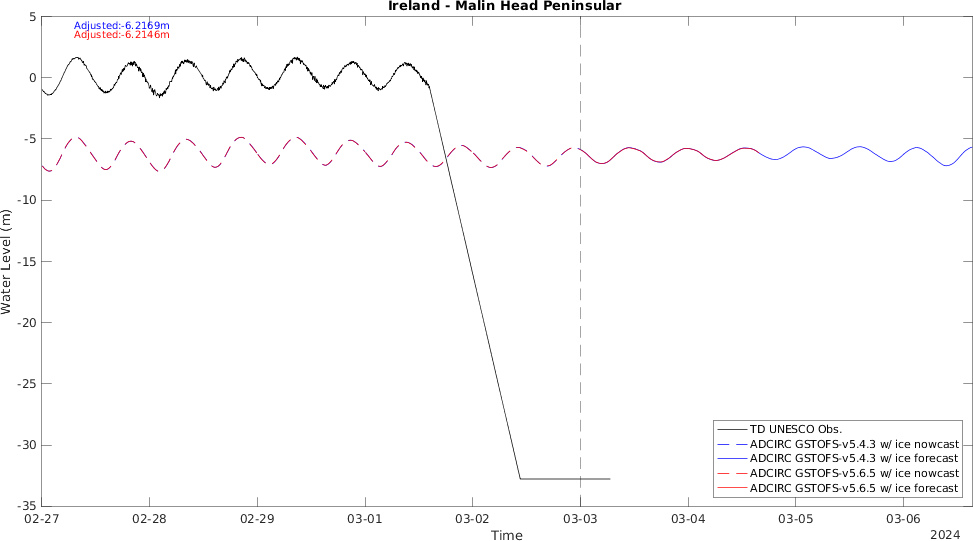 Ireland - Malin Head Peninsular
Adjusted:-6.2169m
Adjusted:-6.2146m
5
0
-5
-10
-15
-20
-25
-30
-35
Water Level (m)
02-27
02-28
02-29
03-01
03-02
03-03
03-04
03-05
03-06
Time
2024
TD UNESCO Obs.
ADCIRC GSTOFS-v5.4.3 w/ ice nowcast
ADCIRC GSTOFS-v5.4.3 w/ ice forecast
ADCIRC GSTOFS-v5.6.5 w/ ice nowcast
ADCIRC GSTOFS-v5.6.5 w/ ice forecast